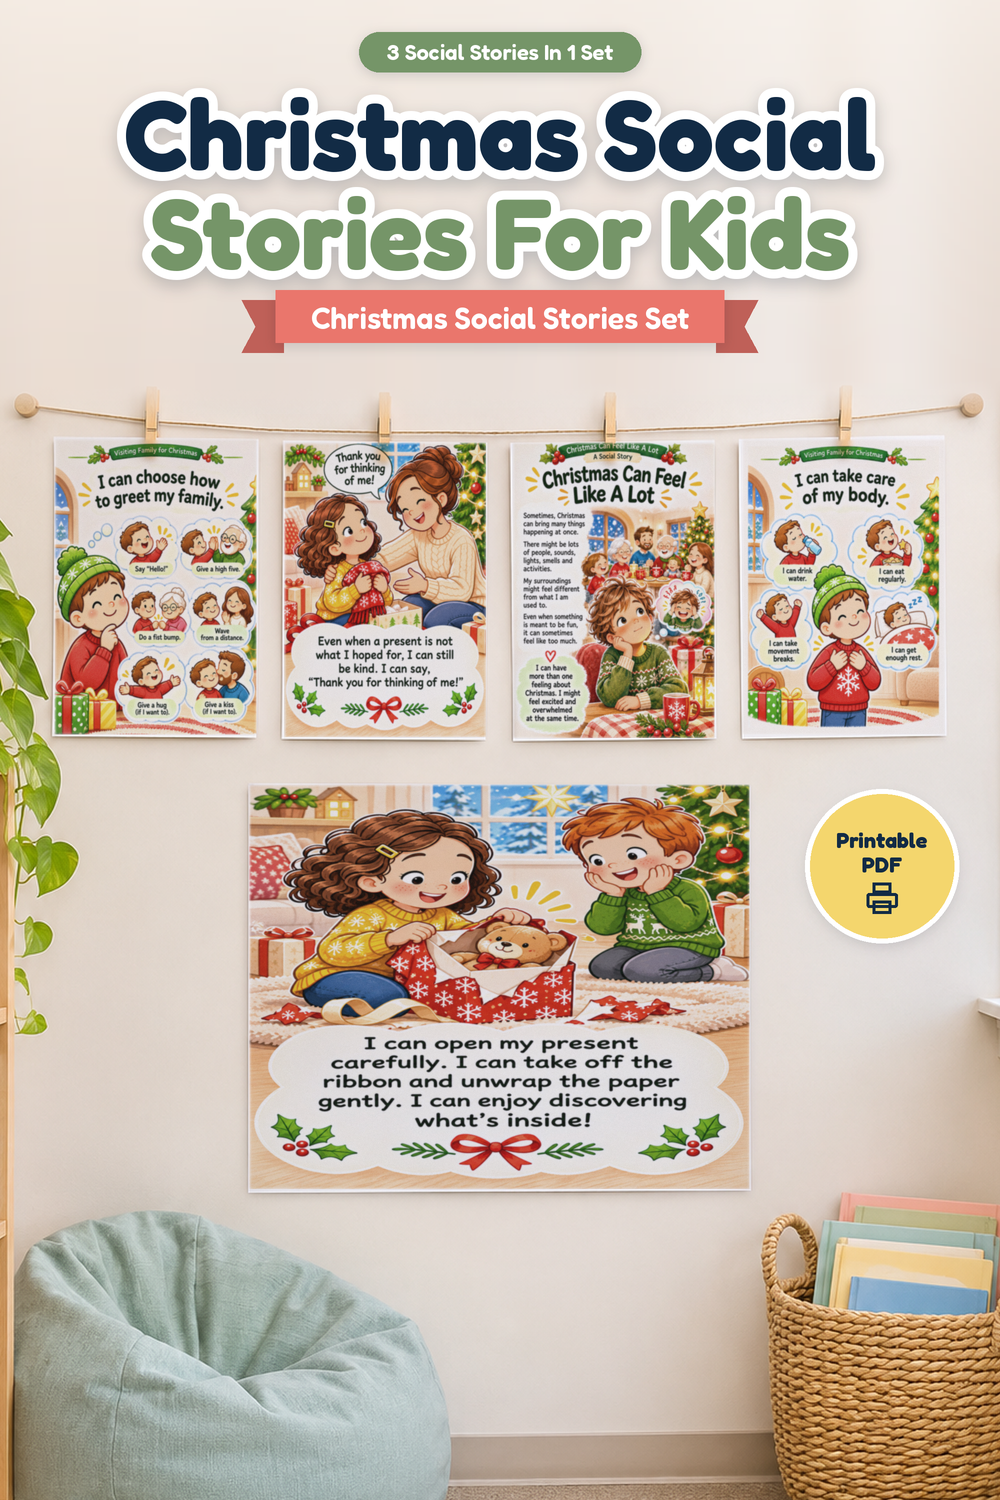 3 Social Stories In 1 Set
Christmas Social
Stories For Kids
Christmas Social Stories Set
Visiting Family for Christmas
I can choose how
to greet my family.
Say "Hello!"
Give a high five.
Do a fist bump.
Wave
from a distance.
Give a hug
(if I want to).
Give a kiss
(if I want to).
Thank you
for thinking
of me!
Even when a present is not
what I hoped for, I can still
be kind. I can say,
"Thank you for thinking of me!"
Christmas Can Feel Like A Lot
A Social Story
Christmas Can Feel
Like A Lot
Sometimes, Christmas
can bring many things
happening at once.
There might be lots
of people, sounds,
lights, smells and
activities.
My surroundings
might feel different
from what I am
used to.
Even when something
is meant to be fun,
it can sometimes
feel like too much.
I can have
more than one
feeling about
Christmas. I might
feel excited and
overwhelmed
at the same time.
Visiting Family for Christmas
I can take care
of my body.
I can drink
water.
I can eat
regularly.
I can take
movement
breaks.
zzz
I can get
enough rest.
I can open my present
carefully. I can take off the
ribbon and unwrap the paper
gently. I can enjoy discovering
what's inside!
Printable
PDF